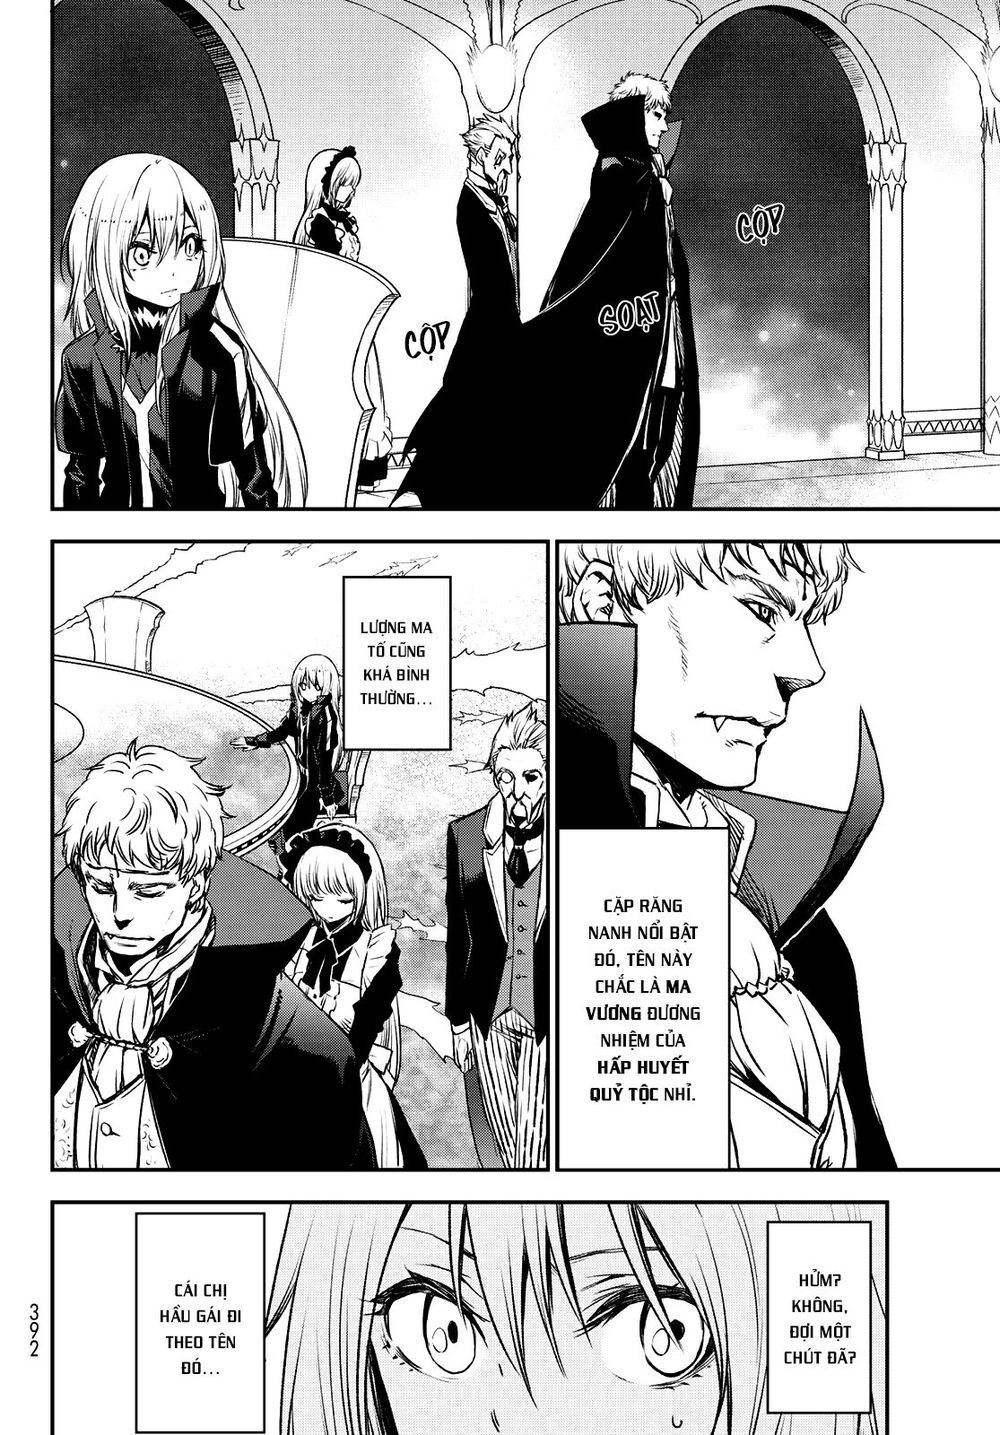 CỘP
SOẠT
CỘP
CẶP RĂNG
NANH NỔI BẬT
ĐÓ, TÊN NÀY
CHẮC LÀ MA
VƯƠNG ĐƯƠNG
NHIỆM CỦA
HẤP HUYẾT
QUỶ TỘC NHỈ.
LƯỢNG MA
TỐ CŨNG
KHÁ BÌNH
THƯỜNG...
HỬM?
KHÔNG,
ĐỢI MỘT
CHÚT ĐÃ?
CÁI CHỊ
HẦU GÁI ĐI
THEO TÊN
ĐÓ...
392